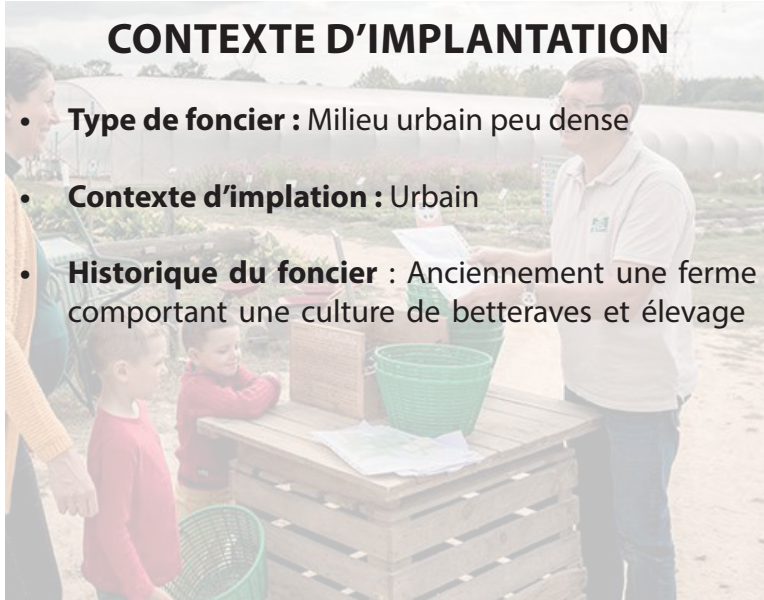 CONTEXTE D'IMPLANTATION
• Type de foncier : Milieu urbain peu dense
• Contexte d'implation : Urbain
• Historique du foncier : Anciennement une ferme
comportant une culture de betteraves et élevage